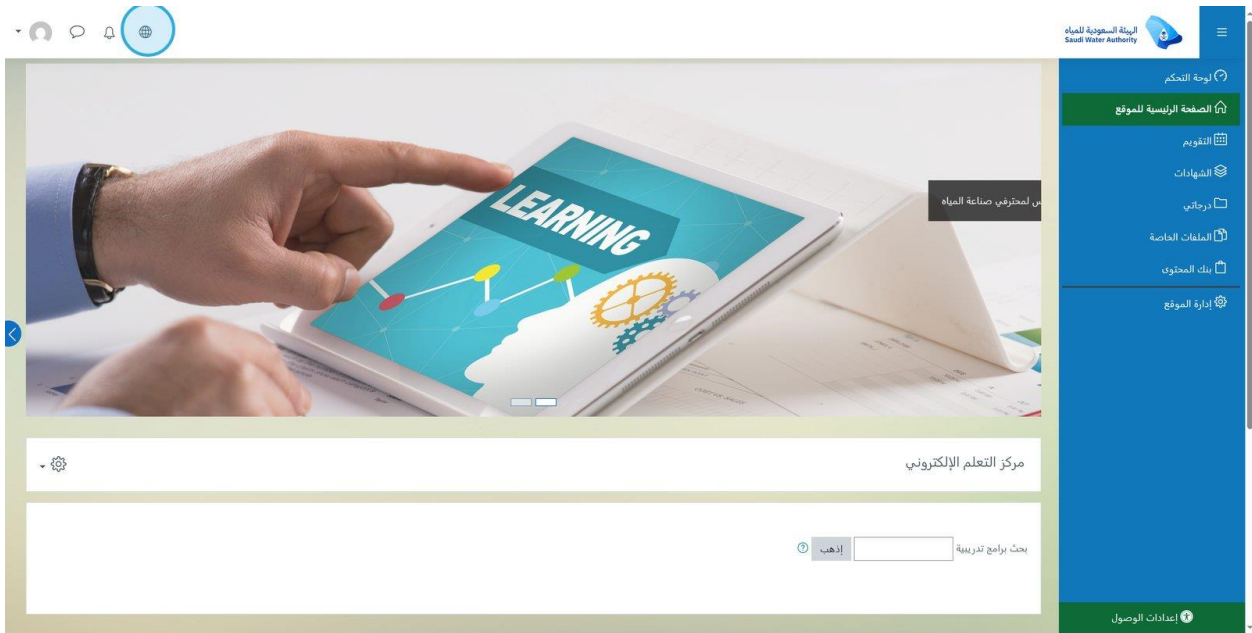 الهيئة السعودية للمياه
Saudi Water Authority
لوحة التحكم
الصفحة الرئيسية للموقع
التقويم
الشهادات
درجاتي
الملفات الخاصة
بنك المحتوى
إدارة الموقع
إعدادات الوصول
LEARNING
لمحترفي صناعة المياه
مركز التعلم الإلكتروني
بحث برامج تدريبية
إذهب